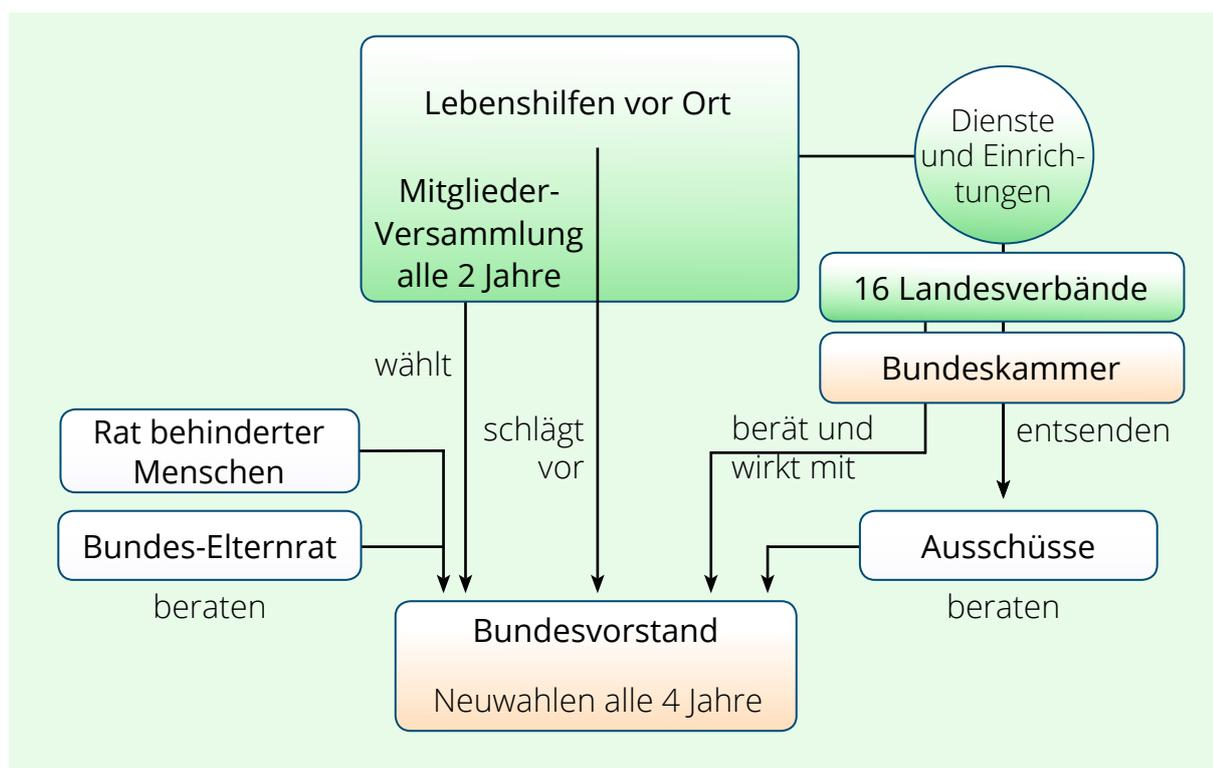 Lebenshilfen vor Ort
Mitglieder-
Versammlung
alle 2 Jahre
Dienste
und Einrich-
tungen
16 Landesverbände
Bundeskammer
wählt
schlägt
vor
berät und
wirkt mit
entsenden
Rat behinderter
Menschen
Bundes-Elternrat
beraten
Ausschüsse
beraten
Bundesvorstand
Neuwahlen alle 4 Jahre